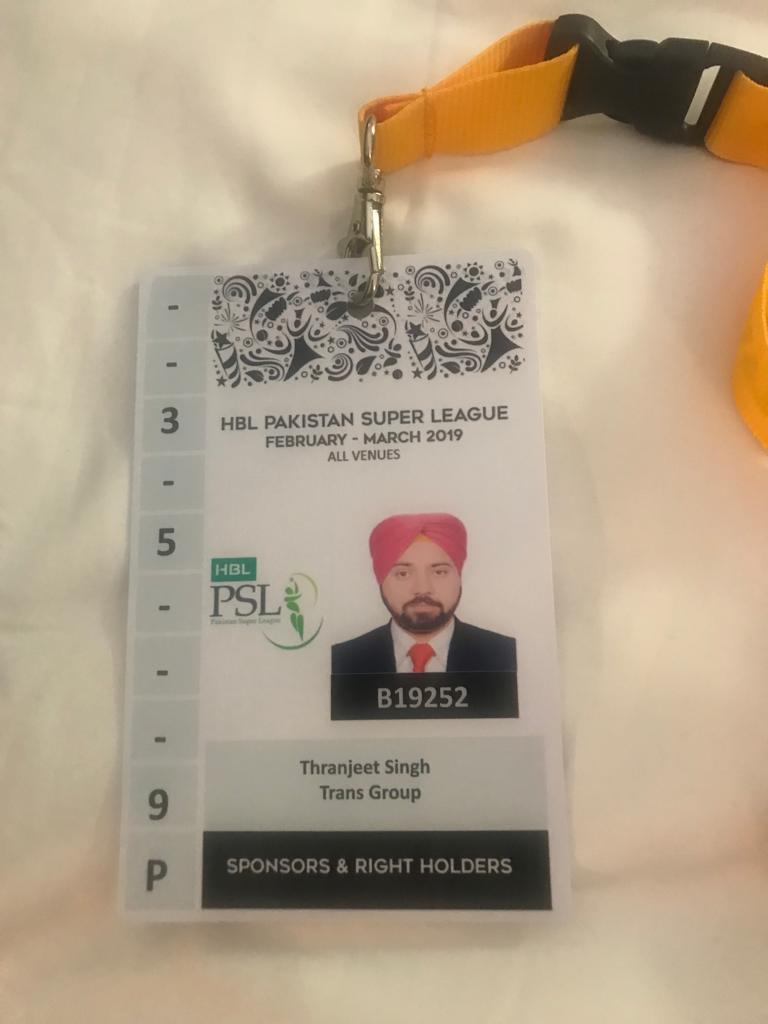 -
-
3
-
5
-
-
-
9
P
HBL PAKISTAN SUPER LEAGUE
FEBRUARY - MARCH 2019
ALL VENUES
HBL
PSL
Pakistan Super League
B19252
Thranjeet Singh
Trans Group
SPONSORS & RIGHT HOLDERS